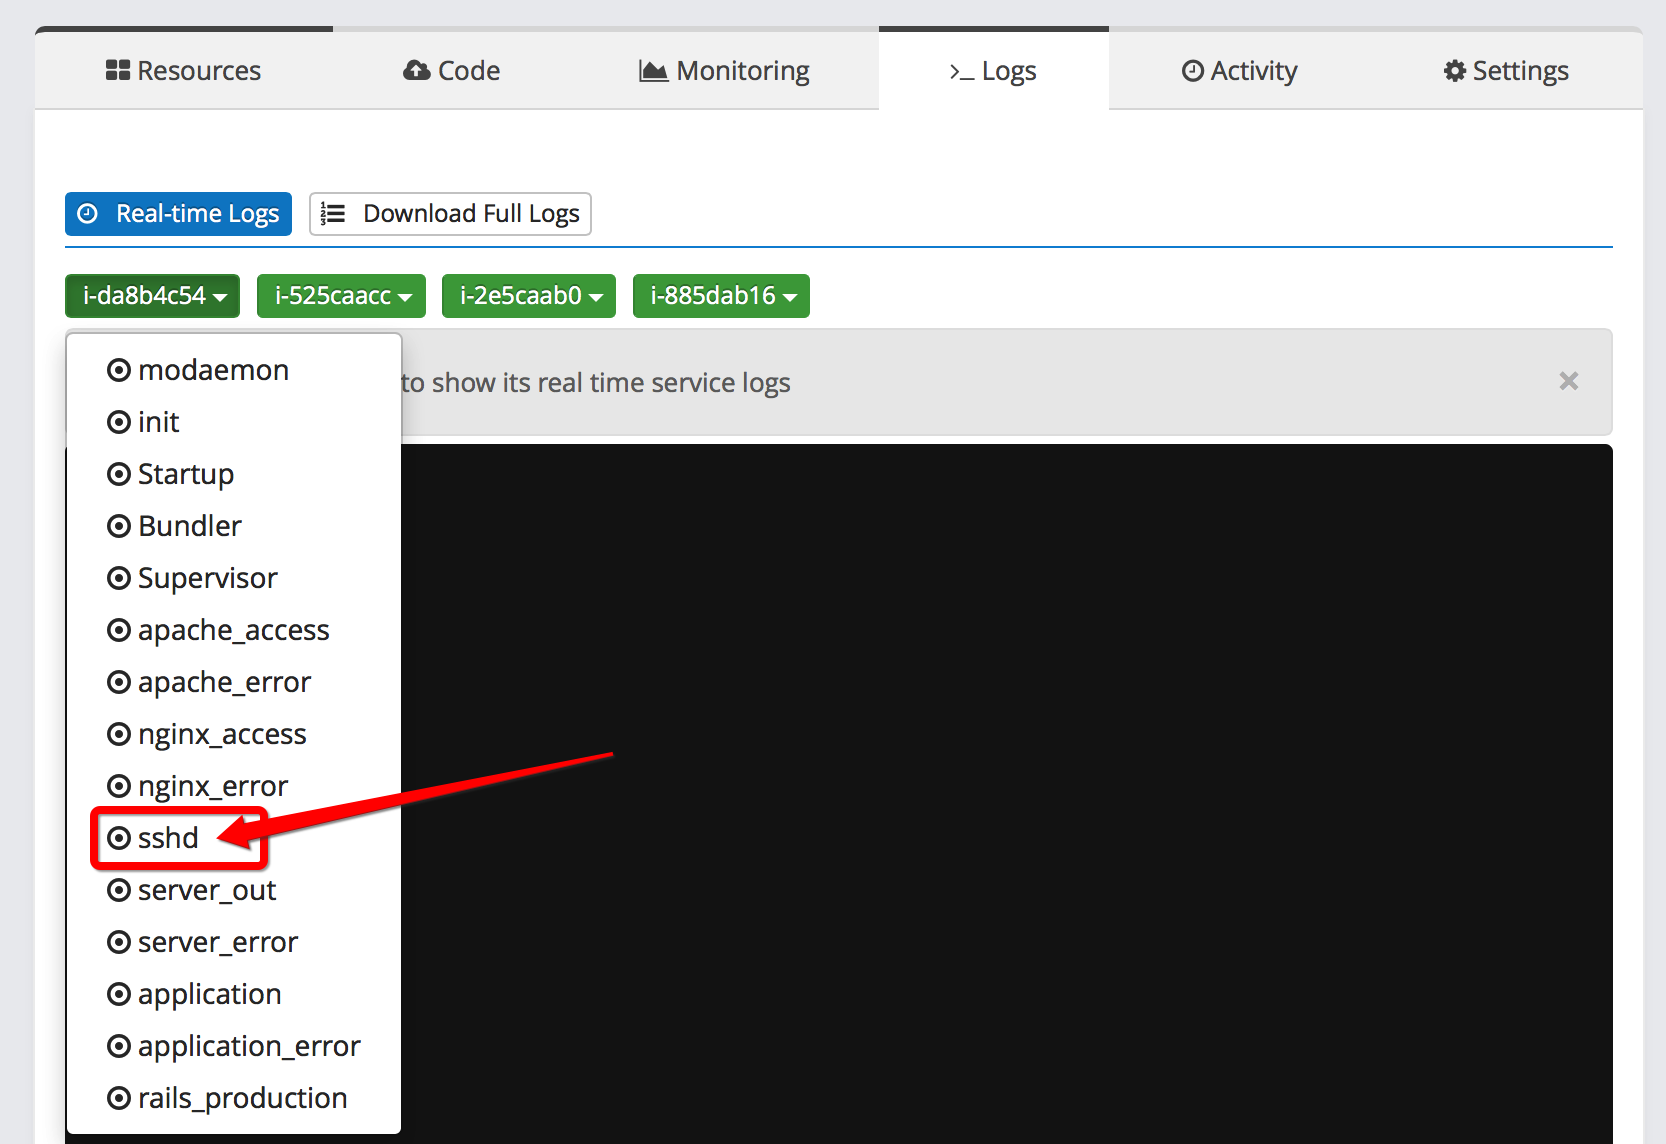 Resources Code Monitoring >_ Logs Activity Settings
Real-time Logs Download Full Logs
i-da8b4c54 i-525caacc i-2e5caab0 i-885dab16
to show its real time service logs
modaemon
init
Startup
Bundler
Supervisor
apache_access
apache_error
nginx_access
nginx_error
sshd
server_out
server_error
application
application_error
rails_production